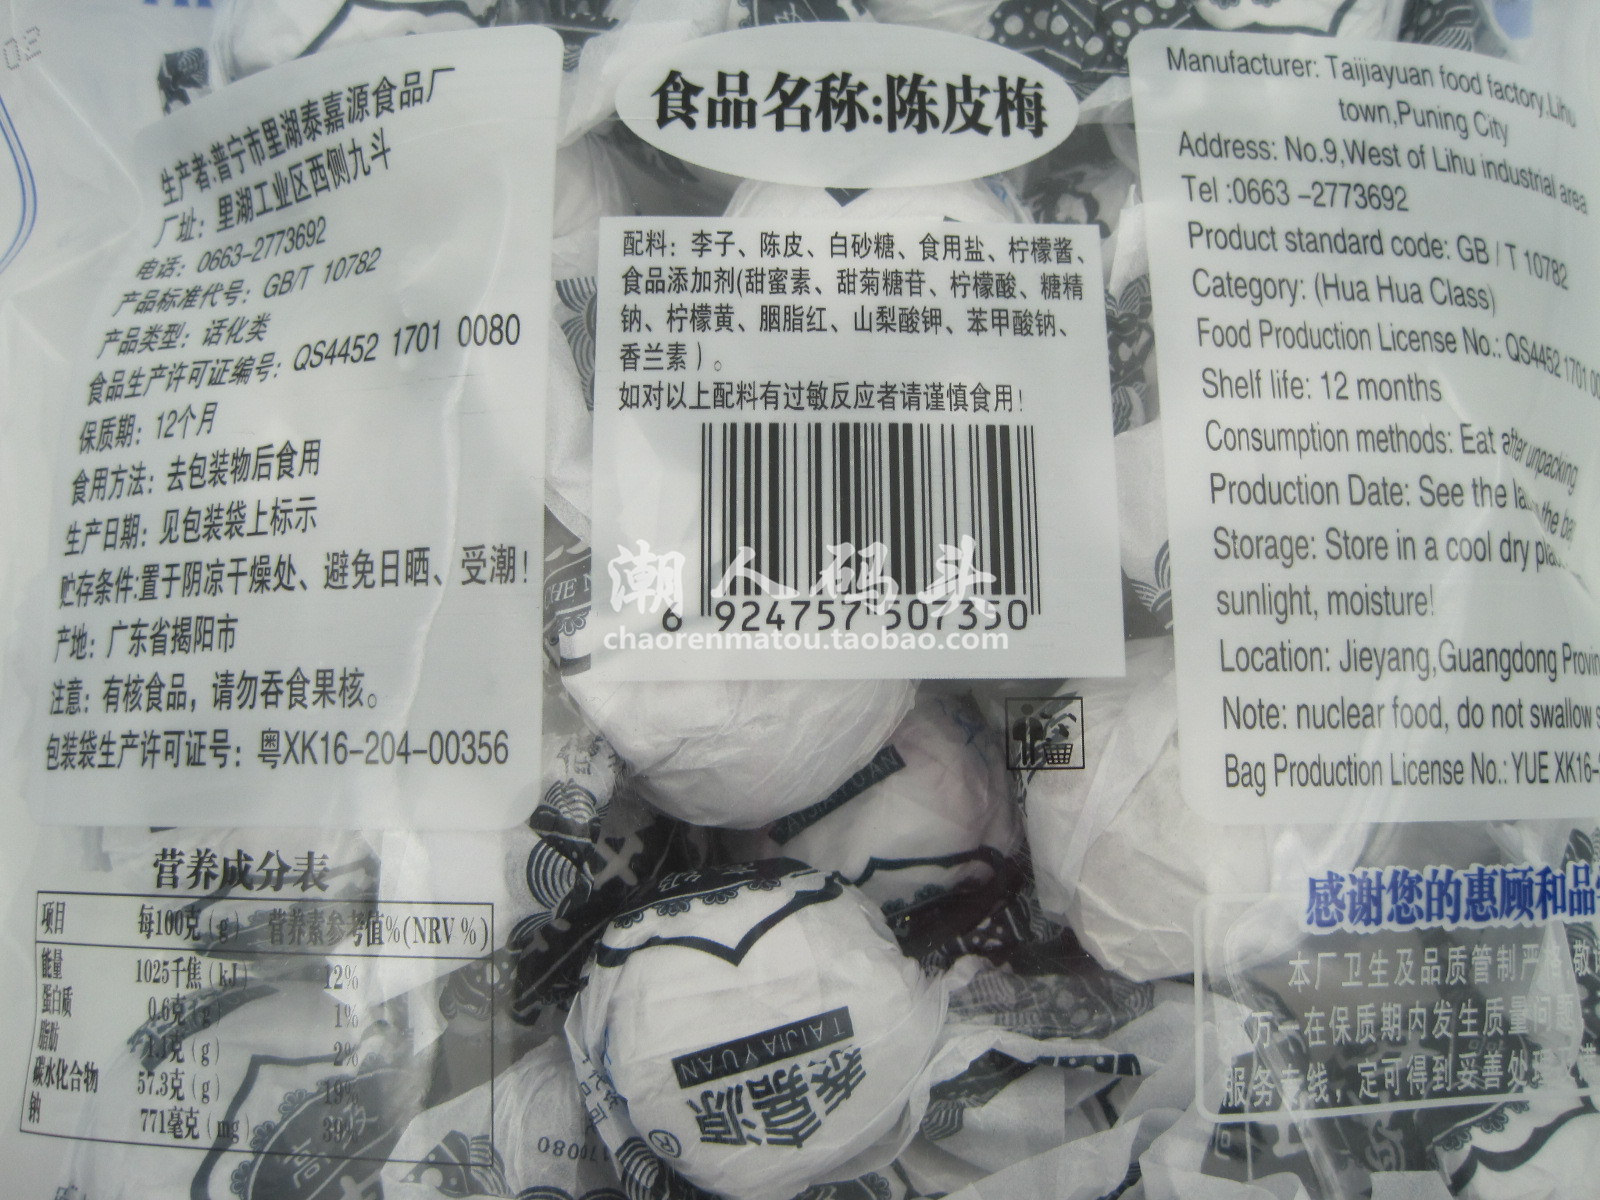 食品名称:陈皮梅
生产者:普宁市里湖泰嘉源食品厂
厂址：里湖工业区西侧九斗
电话：0663-2773692
产品标准代号：GB/T 10782
产品类型：话化类
食品生产许可证编号：QS4452 1701 0080
保质期：12个月
食用方法：去包装物后食用
生产日期：见包装袋上标示
贮存条件:置于阴凉干燥处、避免日晒、受潮！
产地：广东省揭阳市
注意：有核食品，请勿吞食果核。
包装袋生产许可证号：粤XK16-204-00356
配料：李子、陈皮、白砂糖、食用盐、柠檬酱、
食品添加剂(甜蜜素、甜菊糖苷、柠檬酸、糖精
钠、柠檬黄、胭脂红、山梨酸钾、苯甲酸钠、
香兰素）。
如对以上配料有过敏反应者请谨慎食用！
6 924757 507350
潮人码头
chaorenmatou.taobao.com
Manufacturer: Taijiayuan food factory,Lihu
town,Puning City
Address: No.9,West of Lihu industrial area
Tel :0663 -2773692
Product standard code: GB / T 10782
Category: (Hua Hua Class)
Food Production License No.: QS4452 1701 00
Shelf life: 12 months
Consumption methods: Eat after unpacking
Production Date: See the the
Storage: Store in a cool dry
sunlight, moisture!
Location: Jieyang,Guangdong
Note: nuclear food, do not swallow
Bag Production License No.: YUE XK16-
营养成分表
项目 每100克(g) 营养素参考值%(NRV%)
能量 1025千焦(kJ) 12%
蛋白质 0.6克(g) 1%
脂肪 1.1克(g) 2%
碳水化合物 57.3克(g) 19%
钠 771毫克(mg) 39%
感谢您的惠顾和品
本厂卫生及品质管制严格
万一在保质期内发生质量问题
服务专线，定可得到妥善处理
TAIJIAYUAN
泰嘉源